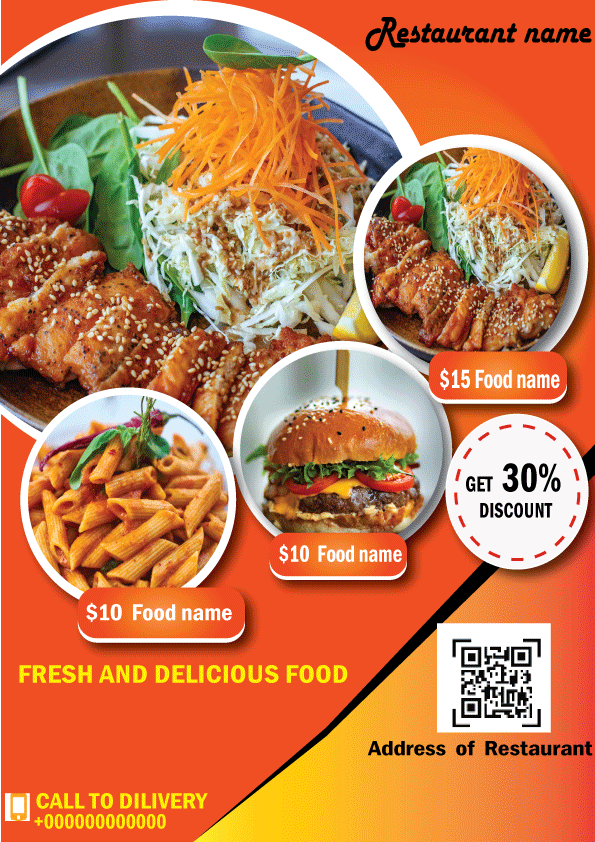 Restaurant name
$15 Food name
$10 Food name
$10 Food name
GET 30%
DISCOUNT
FRESH AND DELICIOUS FOOD
Address of Restaurant
CALL TO DILIVERY
+000000000000